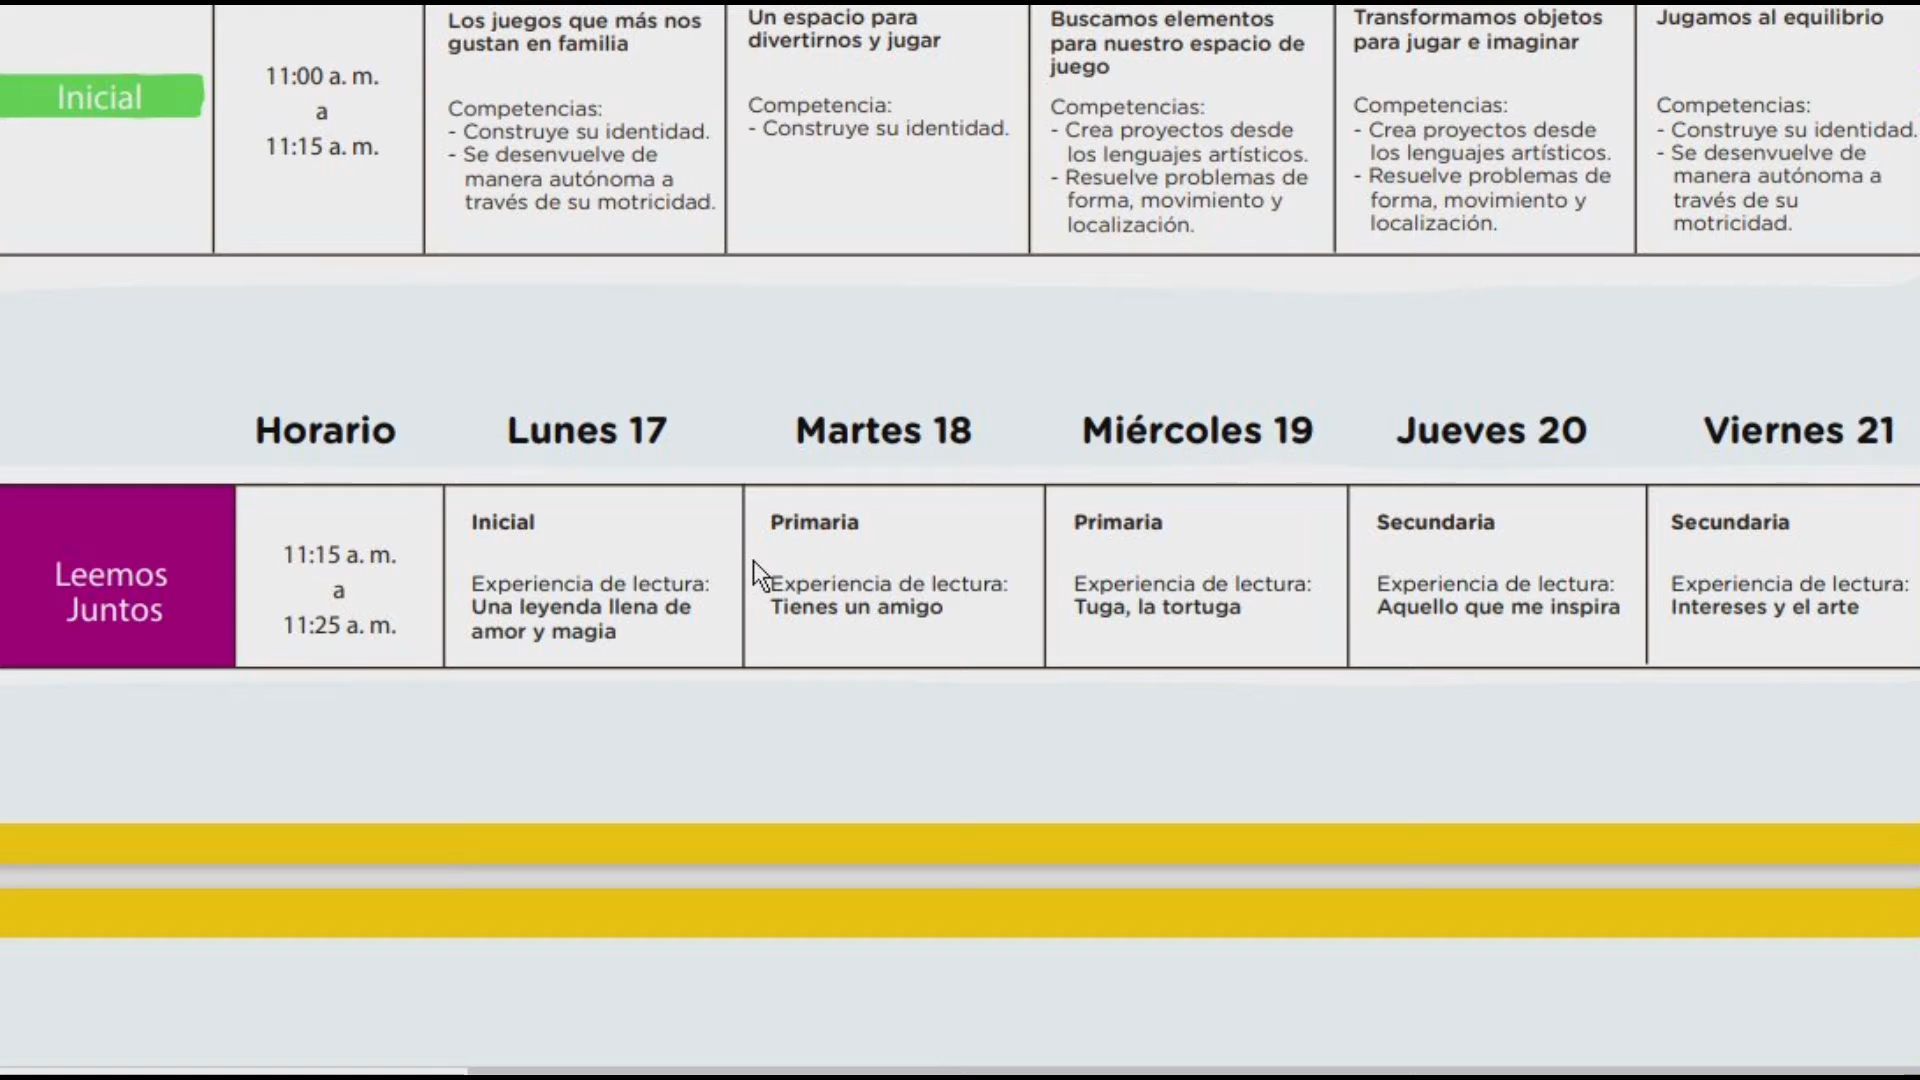 Inicial
11:00 a. m.
a
11:15 a. m.
Los juegos que más nos
gustan en familia
Competencias:
- Construye su identidad.
- Se desenvuelve de
manera autónoma a
través de su motricidad.
Un espacio para
divertirnos y jugar
Competencia:
- Construye su identidad.
Buscamos elementos
para nuestro espacio de
juego
Competencias:
- Crea proyectos desde
los lenguajes artísticos.
- Resuelve problemas de
forma, movimiento y
localización.
Transformamos objetos
para jugar e imaginar
Competencias:
- Crea proyectos desde
los lenguajes artísticos.
- Resuelve problemas de
forma, movimiento y
localización.
Jugamos al equilibrio
Competencias:
- Construye su identidad.
- Se desenvuelve de
manera autónoma a
través de su
motricidad.
Horario
Lunes 17
Martes 18
Miércoles 19
Jueves 20
Viernes 21
Leemos
Juntos
11:15 a. m.
a
11:25 a. m.
Inicial
Experiencia de lectura:
Una leyenda llena de
amor y magia
Primaria
Experiencia de lectura:
Tienes un amigo
Primaria
Experiencia de lectura:
Tuga, la tortuga
Secundaria
Experiencia de lectura:
Aquello que me inspira
Secundaria
Experiencia de lectura:
Intereses y el arte